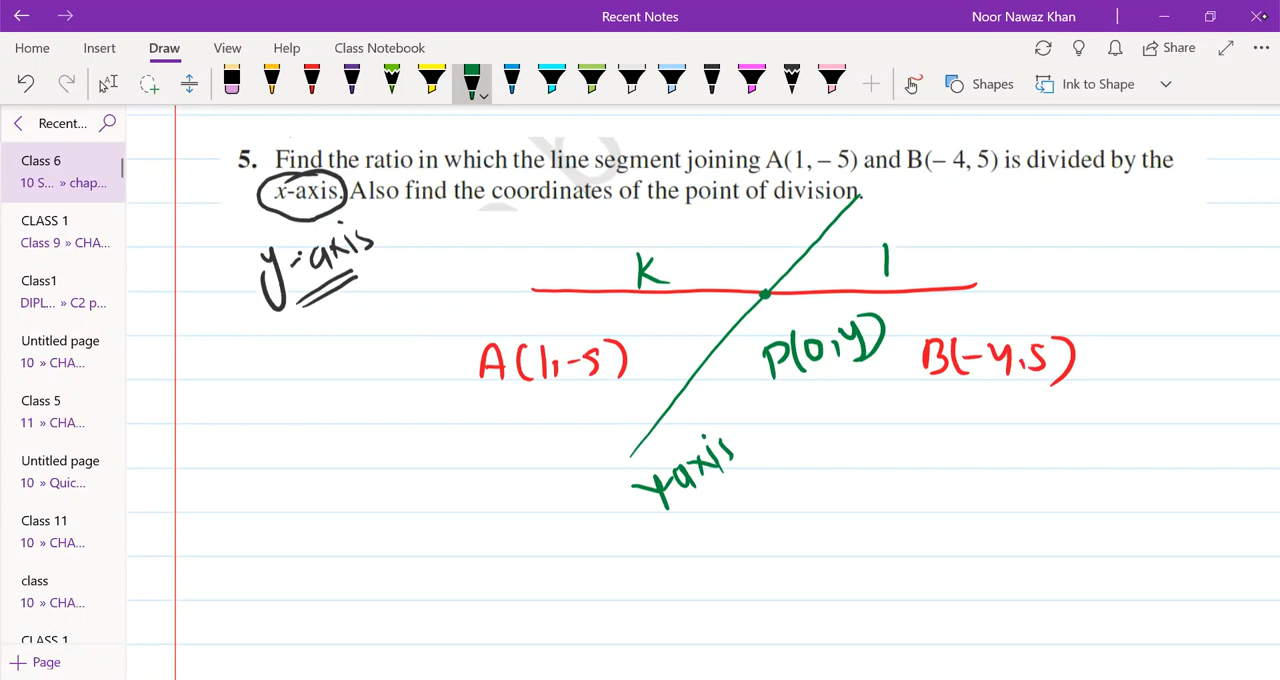 Recent Notes
Noor Nawaz Khan
Home Insert Draw View Help Class Notebook
Share
Shapes
Ink to Shape
Recent...
Class 6
10 S... » chap...
CLASS 1
Class 9 » CHA...
Class1
DIPL... » C2 p...
Untitled page
10 » CHA...
Class 5
11 » CHA...
Untitled page
10 » Quic...
Class 11
10 » CHA...
class
10 » CHA...
CLASS 1
+ Page
5. Find the ratio in which the line segment joining A(1, – 5) and B(– 4, 5) is divided by the
x-axis. Also find the coordinates of the point of division.
y-axis
K 1
A(1,-5) P(0,y) B(-4,5)
Y-axis